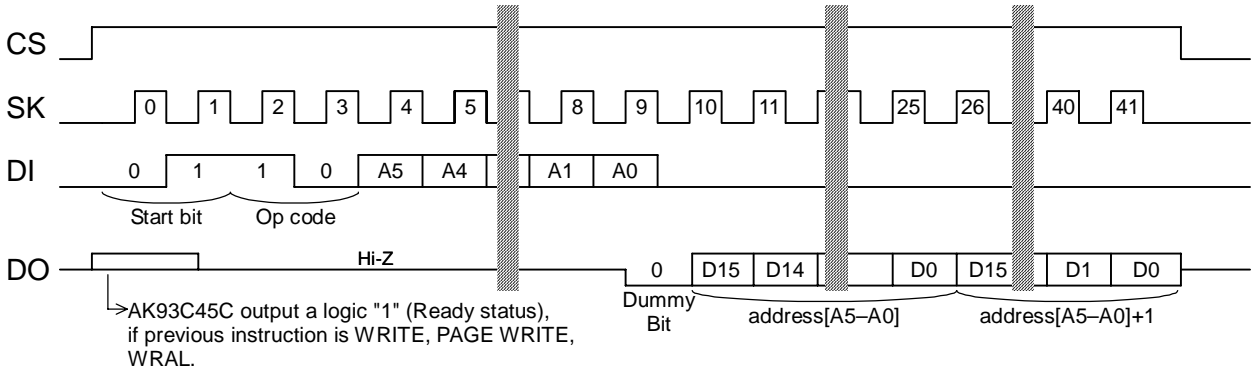 CS
SK 0 1 2 3 4 5 8 9 10 11 25 26 40 41
DI 0 1 1 0 A5 A4 A1 A0
Start bit Op code
Hi-Z
DO 0 D15 D14 D0 D15 D1 D0
Dummy
Bit
address[A5–A0] address[A5–A0]+1
AK93C45C output a logic "1" (Ready status),
if previous instruction is WRITE, PAGE WRITE,
WRAL.